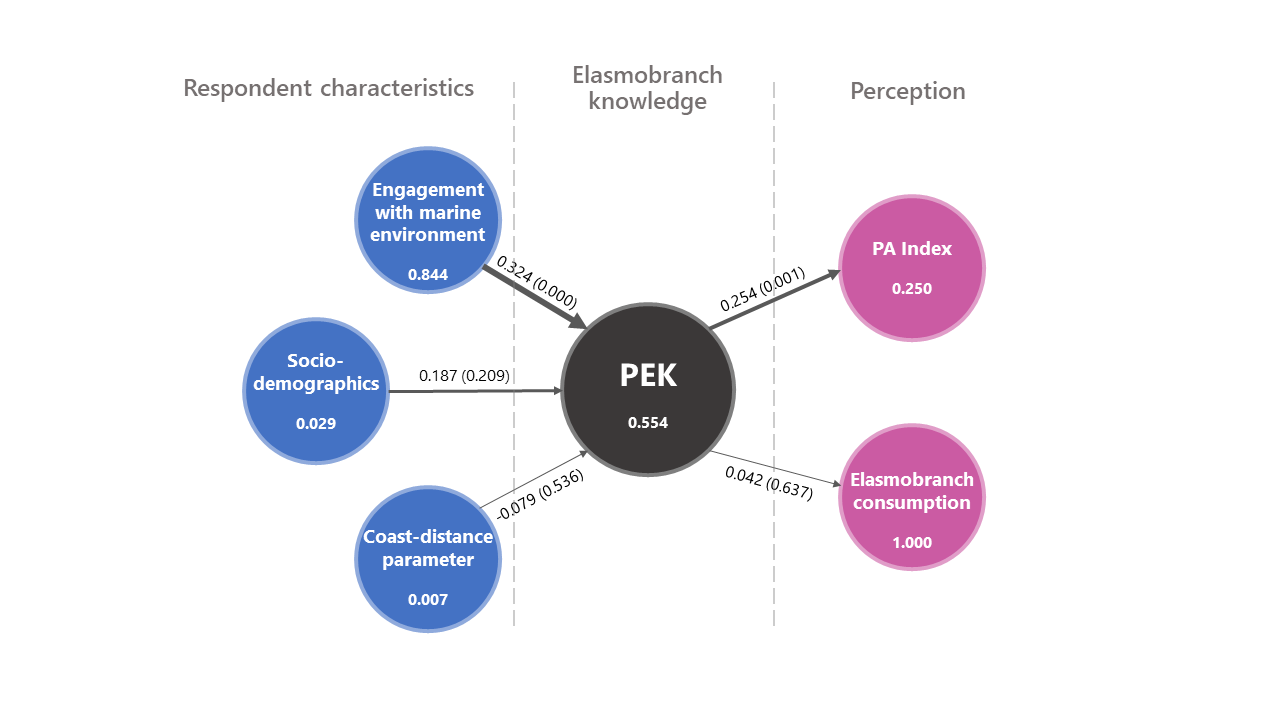 Respondent characteristics
Elasmobranch
knowledge
Perception
Engagement
with marine
environment
0.844
0.324 (0.000)
Socio-
demographics
0.029
0.187 (0.209)
Coast-distance
parameter
0.007
-0.079 (0.536)
PEK
0.554
0.254 (0.001)
PA Index
0.250
0.042 (0.637)
Elasmobranch
consumption
1.000